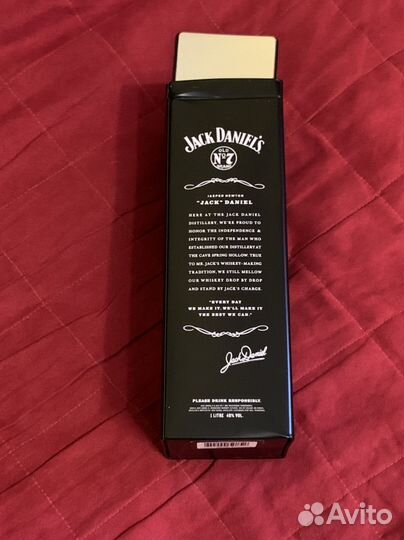 JACK DANIEL'S
OLD
Nº7
BRAND
JASPER NEWTON
"JACK" DANIEL
HERE AT THE JACK DANIEL
DISTILLERY, WE'RE PROUD TO
HONOR THE INDEPENDENCE &
INTEGRITY OF THE MAN WHO
ESTABLISHED OUR DISTILLERY AT
THE CAVE SPRING HOLLOW. TRUE
TO MR. JACK'S WHISKEY-MAKING
TRADITION, WE STILL MELLOW
OUR WHISKEY DROP BY DROP
AND STAND BY JACK'S CHARGE.
"EVERY DAY
WE MAKE IT, WE'LL MAKE IT
THE BEST WE CAN."
Jack Daniel
PLEASE DRINK RESPONSIBLY.
1 LITRE 40% VOL.
Avito